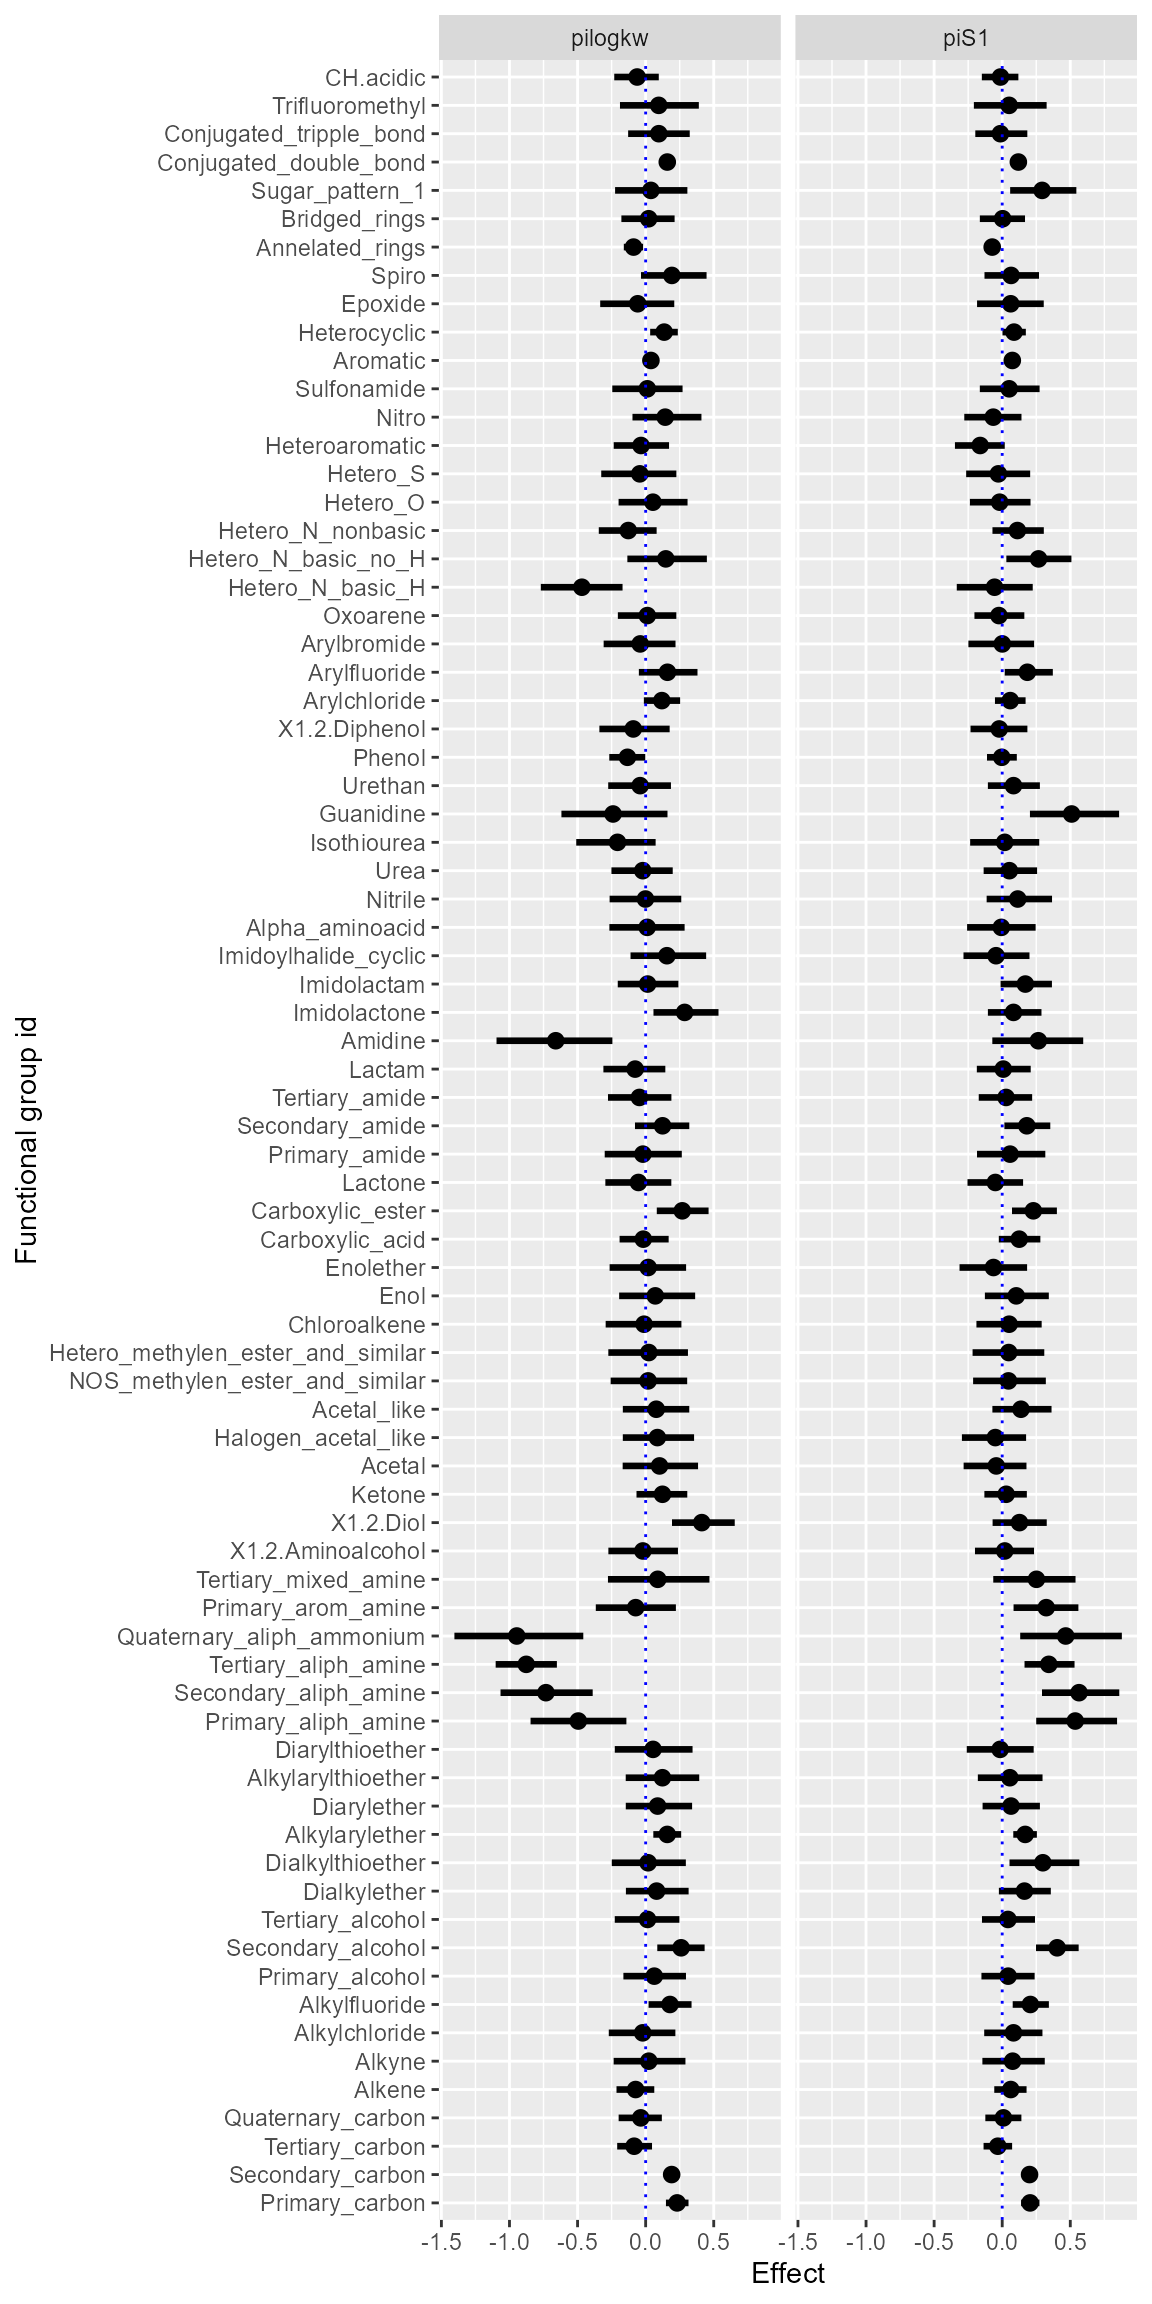 pilogkw piS1
CH.acidic
Trifluoromethyl
Conjugated_tripple_bond
Conjugated_double_bond
Sugar_pattern_1
Bridged_rings
Annelated_rings
Spiro
Epoxide
Heterocyclic
Aromatic
Sulfonamide
Nitro
Heteroaromatic
Hetero_S
Hetero_O
Hetero_N_nonbasic
Hetero_N_basic_no_H
Hetero_N_basic_H
Oxoarene
Arylbromide
Arylfluoride
Arylchloride
X1.2.Diphenol
Phenol
Urethan
Guanidine
Isothiourea
Urea
Nitrile
Alpha_aminoacid
Imidoylhalide_cyclic
Imidolactam
Imidolactone
Amidine
Lactam
Tertiary_amide
Secondary_amide
Primary_amide
Lactone
Carboxylic_ester
Carboxylic_acid
Enolether
Enol
Chloroalkene
Hetero_methylen_ester_and_similar
NOS_methylen_ester_and_similar
Acetal_like
Halogen_acetal_like
Acetal
Ketone
X1.2.Diol
X1.2.Aminoalcohol
Tertiary_mixed_amine
Primary_arom_amine
Quaternary_aliph_ammonium
Tertiary_aliph_amine
Secondary_aliph_amine
Primary_aliph_amine
Diarylthioether
Alkylarylthioether
Diarylether
Alkylarylether
Dialkylthioether
Dialkylether
Tertiary_alcohol
Secondary_alcohol
Primary_alcohol
Alkylfluoride
Alkylchloride
Alkyne
Alkene
Quaternary_carbon
Tertiary_carbon
Secondary_carbon
Primary_carbon
Functional group id
-1.5 -1.0 -0.5 0.0 0.5 -1.5 -1.0 -0.5 0.0 0.5
Effect